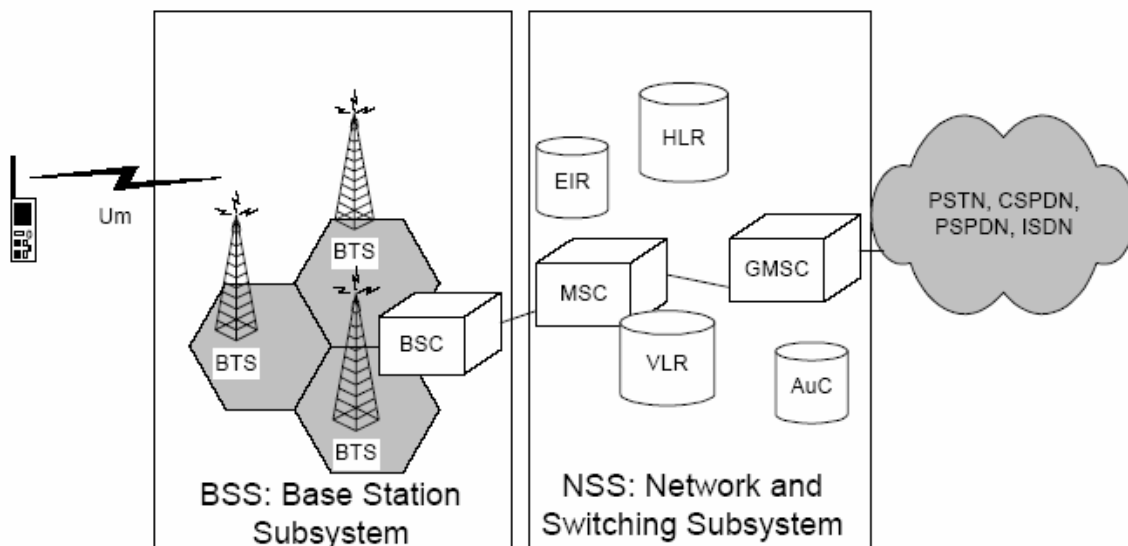 Um
BTS
BTS
BTS
BSC
BSS: Base Station
Subsystem
HLR
EIR
MSC
GMSC
VLR
AuC
NSS: Network and
Switching Subsystem
PSTN, CSPDN,
PSPDN, ISDN